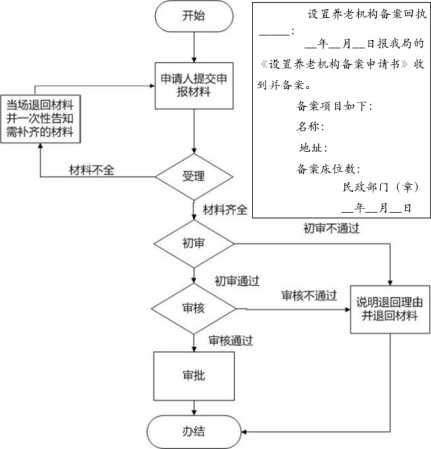 开始
设置养老机构备案回执
_____：
__年__月__日报我局的
《设置养老机构备案申请书》收
到并备案。
备案项目如下：
名称：
地址：
备案床位数：
民政部门（章）
__年__月__日
申请人提交申
报材料
当场退回材料
并一次性告知
需补齐的材料
材料不全
受理
材料齐全
初审不通过
初审
初审通过
审核不通过
审核
说明退回理由
并退回材料
审核通过
审批
办结